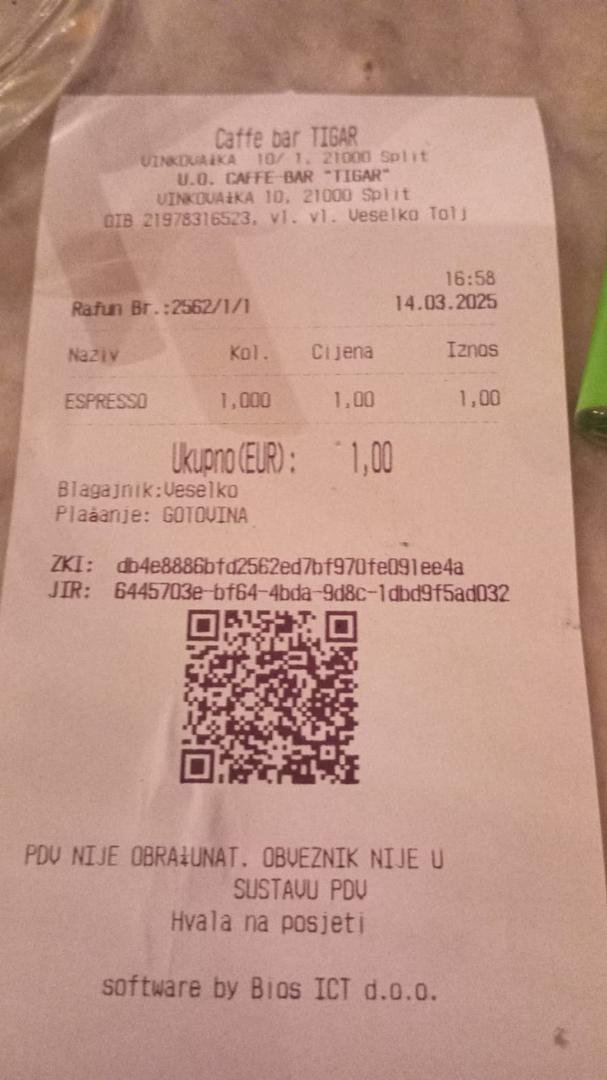 Caffe bar TIGAR
VINKOVAŁKA 10/ 1, 21000 Split
U.O. CAFFE-BAR "TIGAR"
VINKOVAŁKA 10, 21000 Split
OIB 21978316523, vl. vl. Veselko Tolj
16:58
Rafun Br.:2562/1/1 14.03.2025
Naziv Kol. Cijena Iznos
ESPRESSO 1,000 1,00 1,00
Ukupno(EUR): 1,00
Blagajnik:Veselko
Plaåanje: GOTOVINA
ZKI: db4e8886bfd2562ed7bf970fe091ee4a
JIR: 6445703e-bf64-4bda-9d8c-1dbd9f5ad032
PDV NIJE OBRAŁUNAT. OBVEZNIK NIJE U
SUSTAVU PDV
Hvala na posjeti
software by Bios ICT d.o.o.